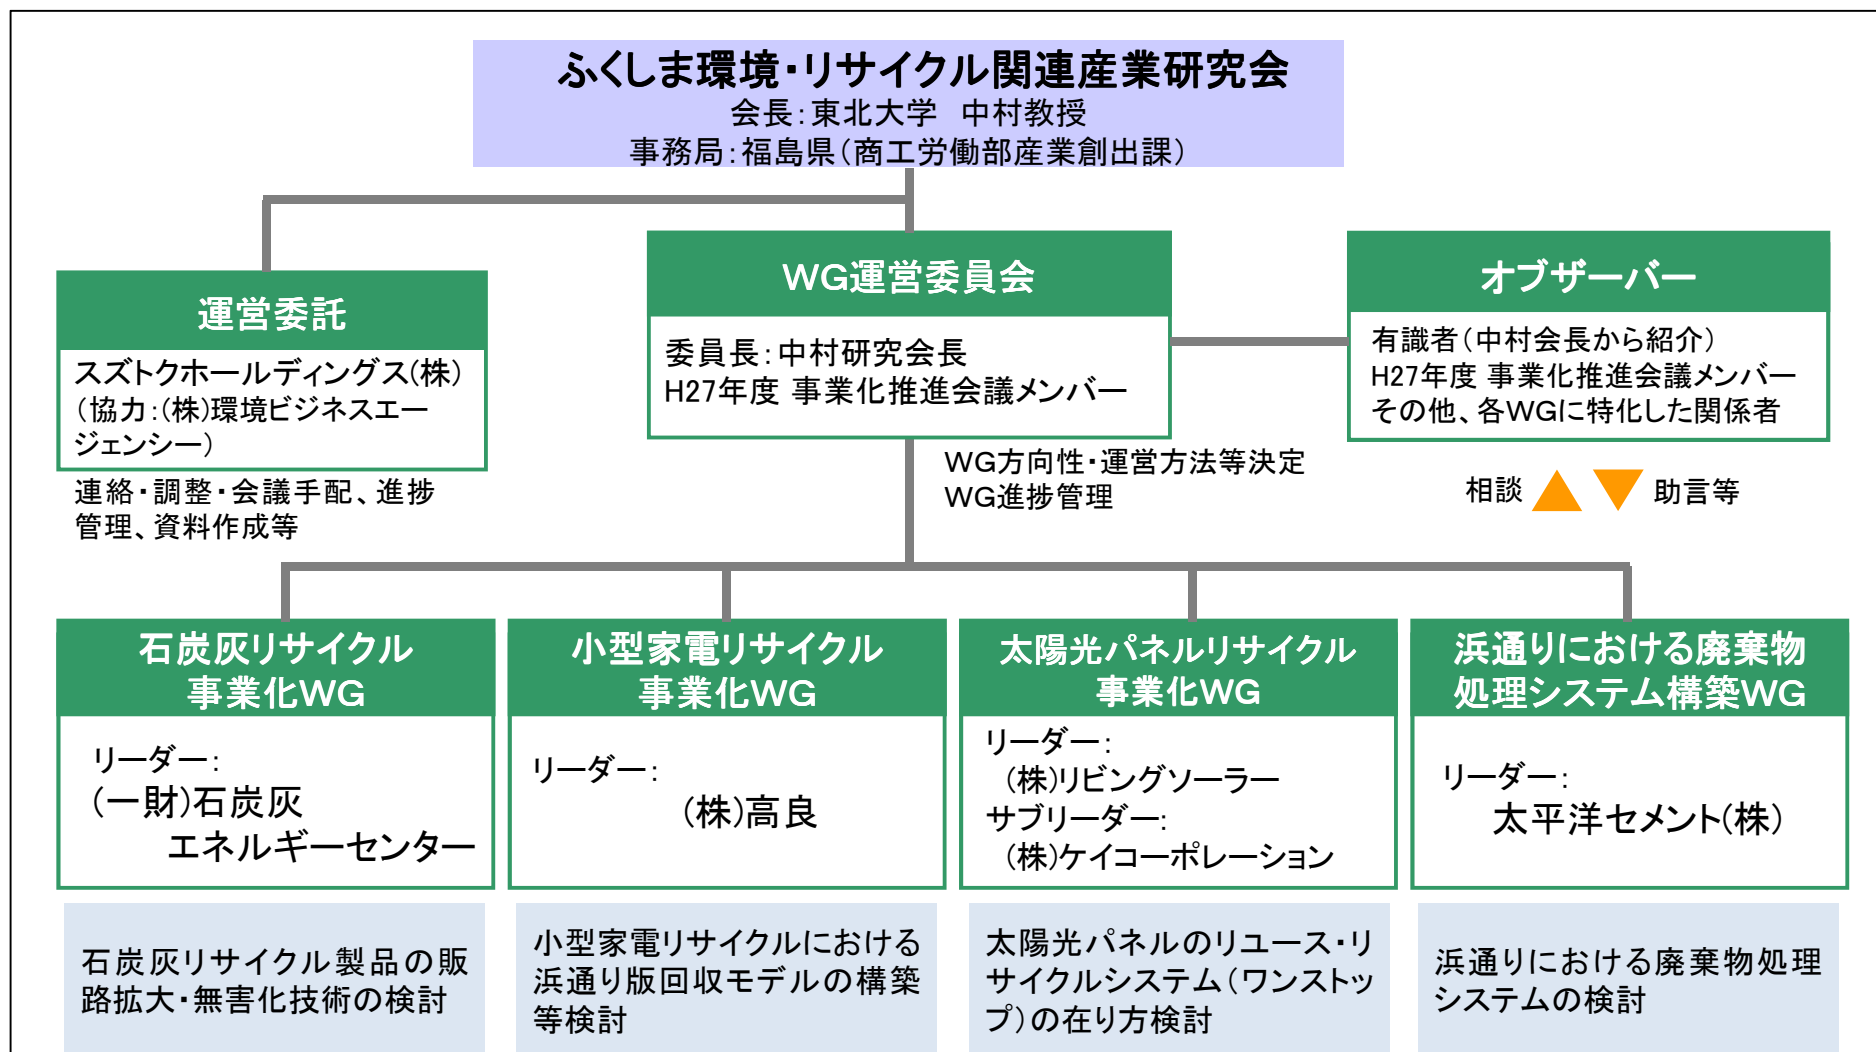 ふくしま環境・リサイクル関連産業研究会
会長：東北大学　中村教授
事務局：福島県（商工労働部産業創出課）
運営委託
スズトクホールディングス(株)
（協力：(株)環境ビジネスエー
ジェンシー）
連絡・調整・会議手配、進捗
管理、資料作成等
WG運営委員会
委員長：中村研究会長
H27年度 事業化推進会議メンバー
WG方向性・運営方法等決定
WG進捗管理
オブザーバー
有識者（中村会長から紹介）
H27年度 事業化推進会議メンバー
その他、各WGに特化した関係者
相談
助言等
石炭灰リサイクル
事業化WG
リーダー：
(一財)石炭灰
エネルギーセンター
石炭灰リサイクル製品の販
路拡大・無害化技術の検討
小型家電リサイクル
事業化WG
リーダー：
(株)高良
小型家電リサイクルにおける
浜通り版回収モデルの構築
等検討
太陽光パネルリサイクル
事業化WG
リーダー：
(株)リビングソーラー
サブリーダー：
(株)ケイコーポレーション
太陽光パネルのリユース・リ
サイクルシステム（ワンストッ
プ）の在り方検討
浜通りにおける廃棄物
処理システム構築WG
リーダー：
太平洋セメント(株)
浜通りにおける廃棄物処理
システムの検討